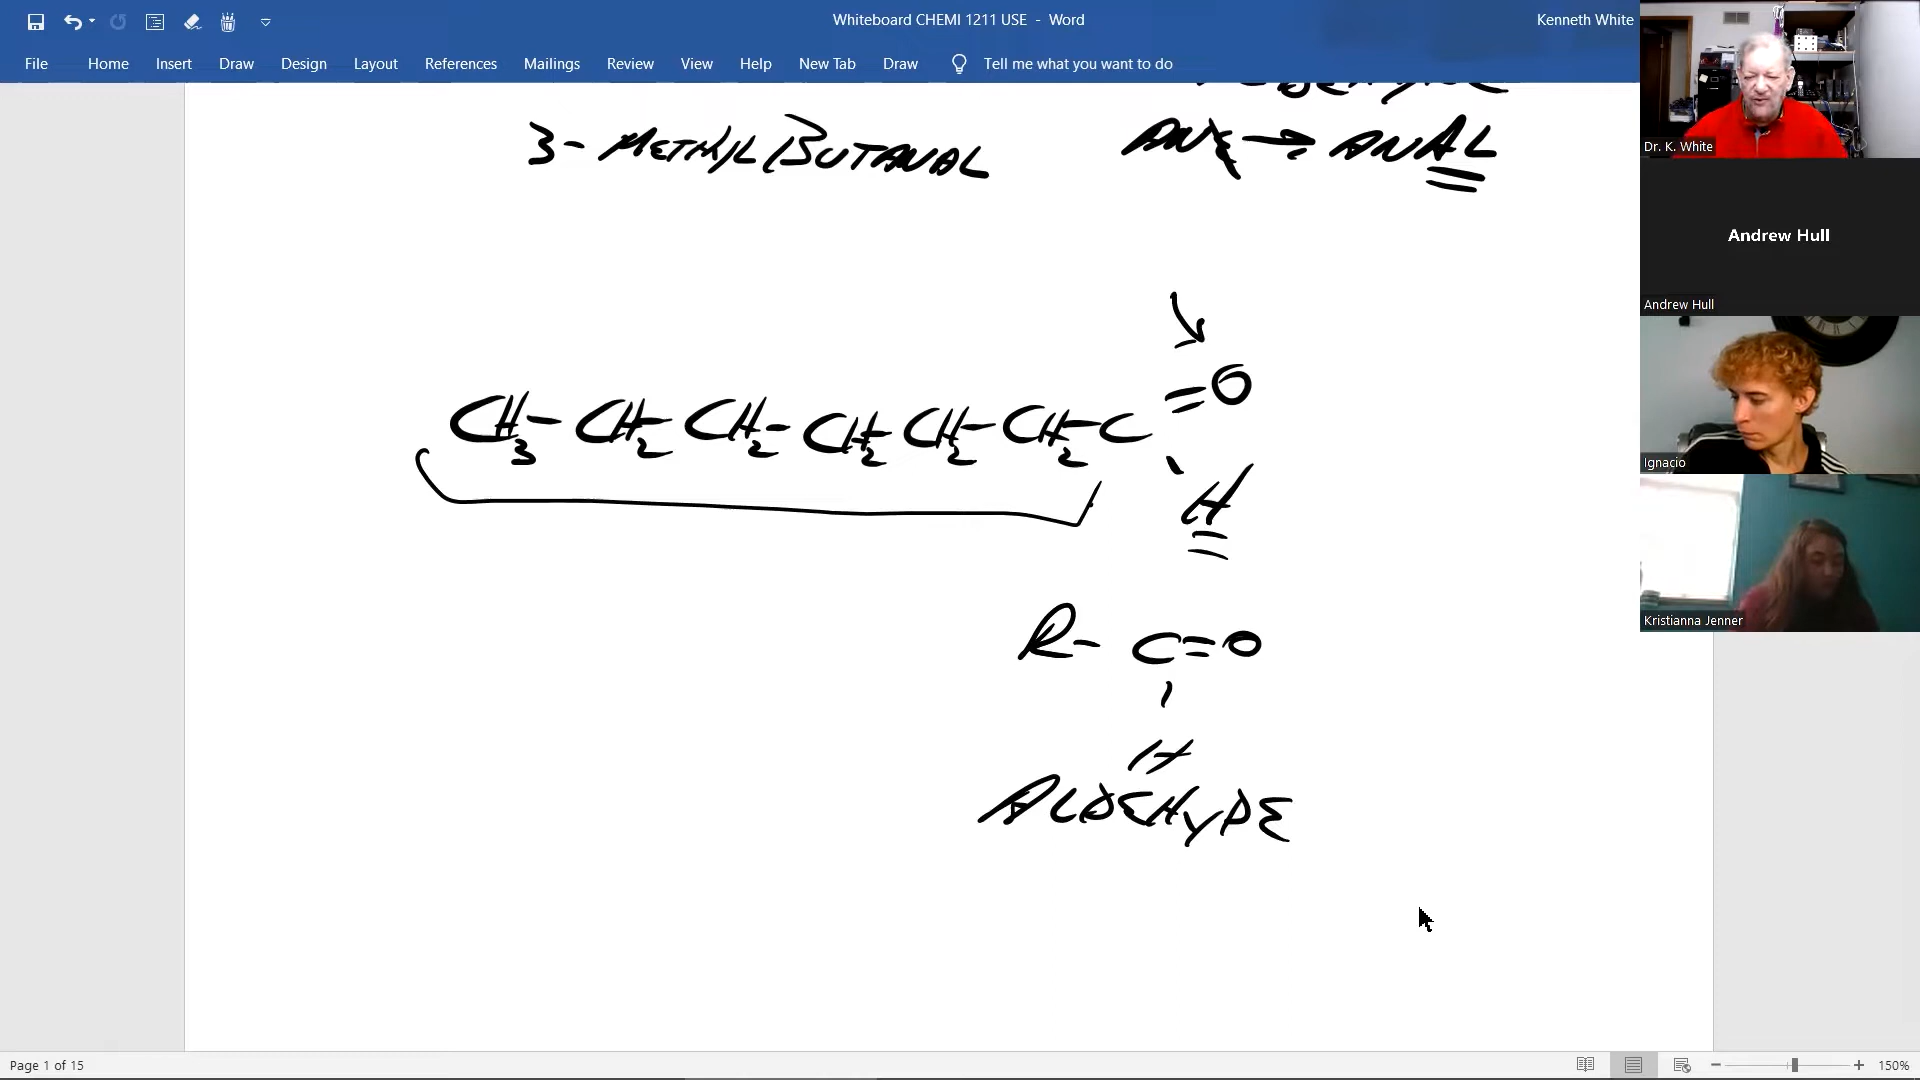 Whiteboard CHEMI 1211 USE - Word
Kenneth White
File Home Insert Draw Design Layout References Mailings Review View Help New Tab Draw Tell me what you want to do
3- METHYL BUTANAL
ANE → ANAL
=O
CH3- CH2- CH2- CH2- CH2- CH2- C
H
R- C=O
H
ALDEHYDE
Dr. K. White
Andrew Hull
Andrew Hull
Ignacio
Kristianna Jenner
Page 1 of 15
150%